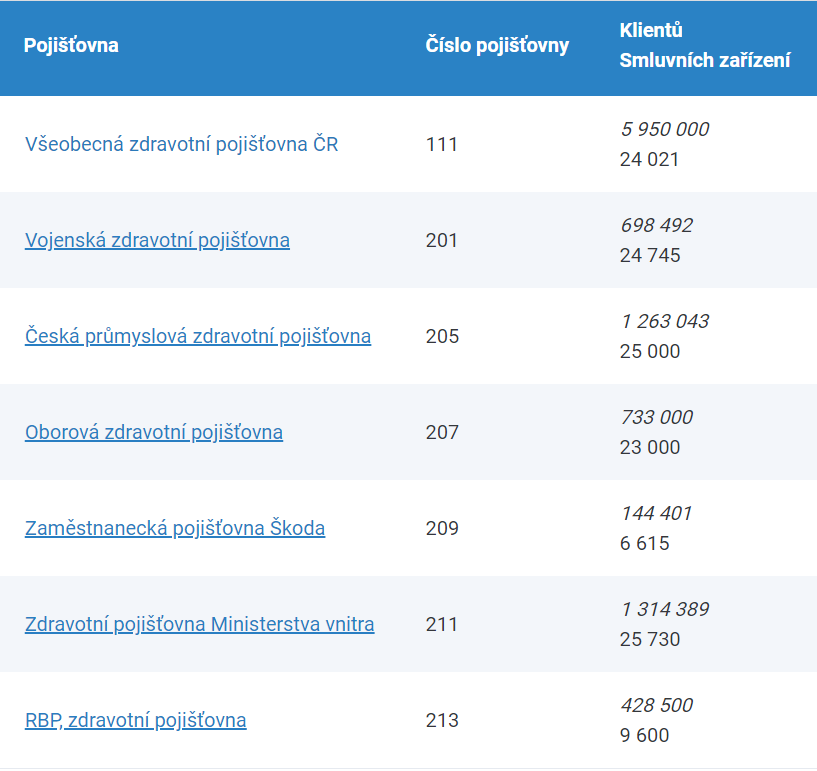 Pojišťovna
Číslo pojišťovny
Klientů
Smluvních zařízení
Všeobecná zdravotní pojišťovna ČR
111
5 950 000
24 021
Vojenská zdravotní pojišťovna
201
698 492
24 745
Česká průmyslová zdravotní pojišťovna
205
1 263 043
25 000
Oborová zdravotní pojišťovna
207
733 000
23 000
Zaměstnanecká pojišťovna Škoda
209
144 401
6 615
Zdravotní pojišťovna Ministerstva vnitra
211
1 314 389
25 730
RBP, zdravotní pojišťovna
213
428 500
9 600